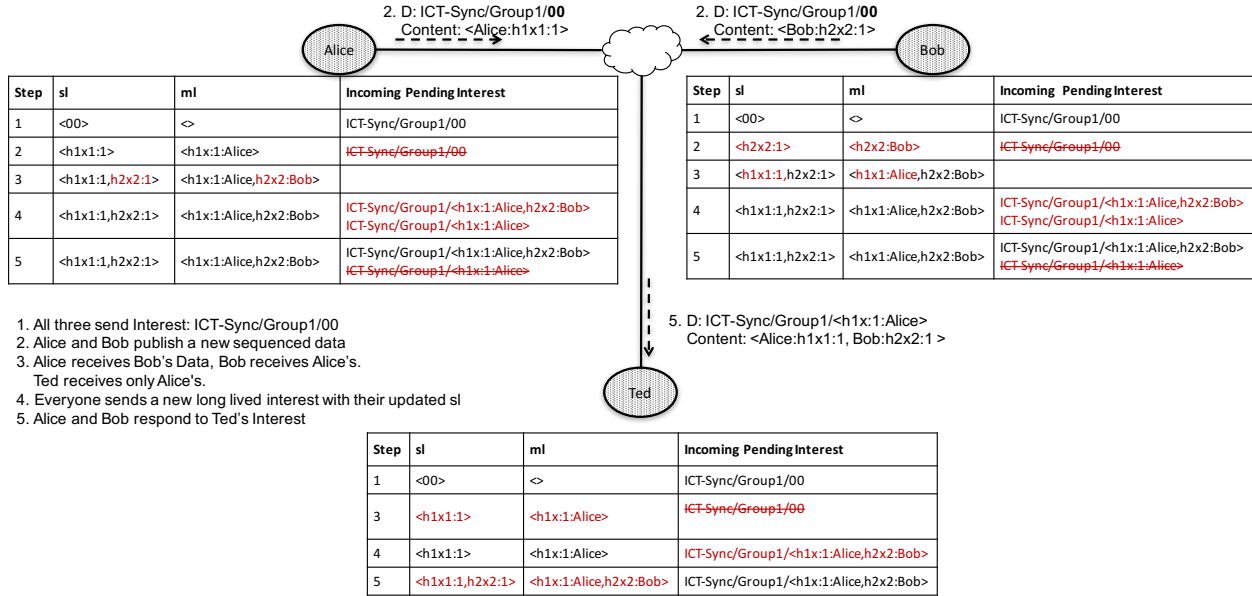 2. D: ICT-Sync/Group1/00
Content: <Alice:h1x1:1>
2. D: ICT-Sync/Group1/00
Content: <Bob:h2x2:1>
Alice
Bob
Step sl ml Incoming Pending Interest
1 <00> <> ICT-Sync/Group1/00
2 <h1x1:1> <h1x:1:Alice> ICT-Sync/Group1/00
3 <h1x1:1,h2x2:1> <h1x:1:Alice,h2x2:Bob>
4 <h1x1:1,h2x2:1> <h1x:1:Alice,h2x2:Bob> ICT-Sync/Group1/<h1x:1:Alice,h2x2:Bob>
ICT-Sync/Group1/<h1x:1:Alice>
5 <h1x1:1,h2x2:1> <h1x:1:Alice,h2x2:Bob> ICT-Sync/Group1/<h1x:1:Alice,h2x2:Bob>
ICT-Sync/Group1/<h1x:1:Alice>
Step sl ml Incoming Pending Interest
1 <00> <> ICT-Sync/Group1/00
2 <h2x2:1> <h2x2:Bob> ICT-Sync/Group1/00
3 <h1x1:1,h2x2:1> <h1x1:Alice,h2x2:Bob>
4 <h1x1:1,h2x2:1> <h1x:1:Alice,h2x2:Bob> ICT-Sync/Group1/<h1x:1:Alice,h2x2:Bob>
ICT-Sync/Group1/<h1x:1:Alice>
5 <h1x1:1,h2x2:1> <h1x:1:Alice,h2x2:Bob> ICT-Sync/Group1/<h1x:1:Alice,h2x2:Bob>
ICT-Sync/Group1/<h1x:1:Alice>
1. All three send Interest: ICT-Sync/Group1/00
2. Alice and Bob publish a new sequenced data
3. Alice receives Bob's Data, Bob receives Alice's.
Ted receives only Alice's.
4. Everyone sends a new long lived interest with their updated sl
5. Alice and Bob respond to Ted's Interest
5. D: ICT-Sync/Group1/<h1x:1:Alice>
Content: <Alice:h1x1:1, Bob:h2x2:1 >
Ted
Step sl ml Incoming Pending Interest
1 <00> <> ICT-Sync/Group1/00
3 <h1x1:1> <h1x:1:Alice> ICT-Sync/Group1/00
4 <h1x1:1> <h1x:1:Alice> ICT-Sync/Group1/<h1x:1:Alice,h2x2:Bob>
5 <h1x1:1,h2x2:1> <h1x:1:Alice,h2x2:Bob> ICT-Sync/Group1/<h1x:1:Alice,h2x2:Bob>